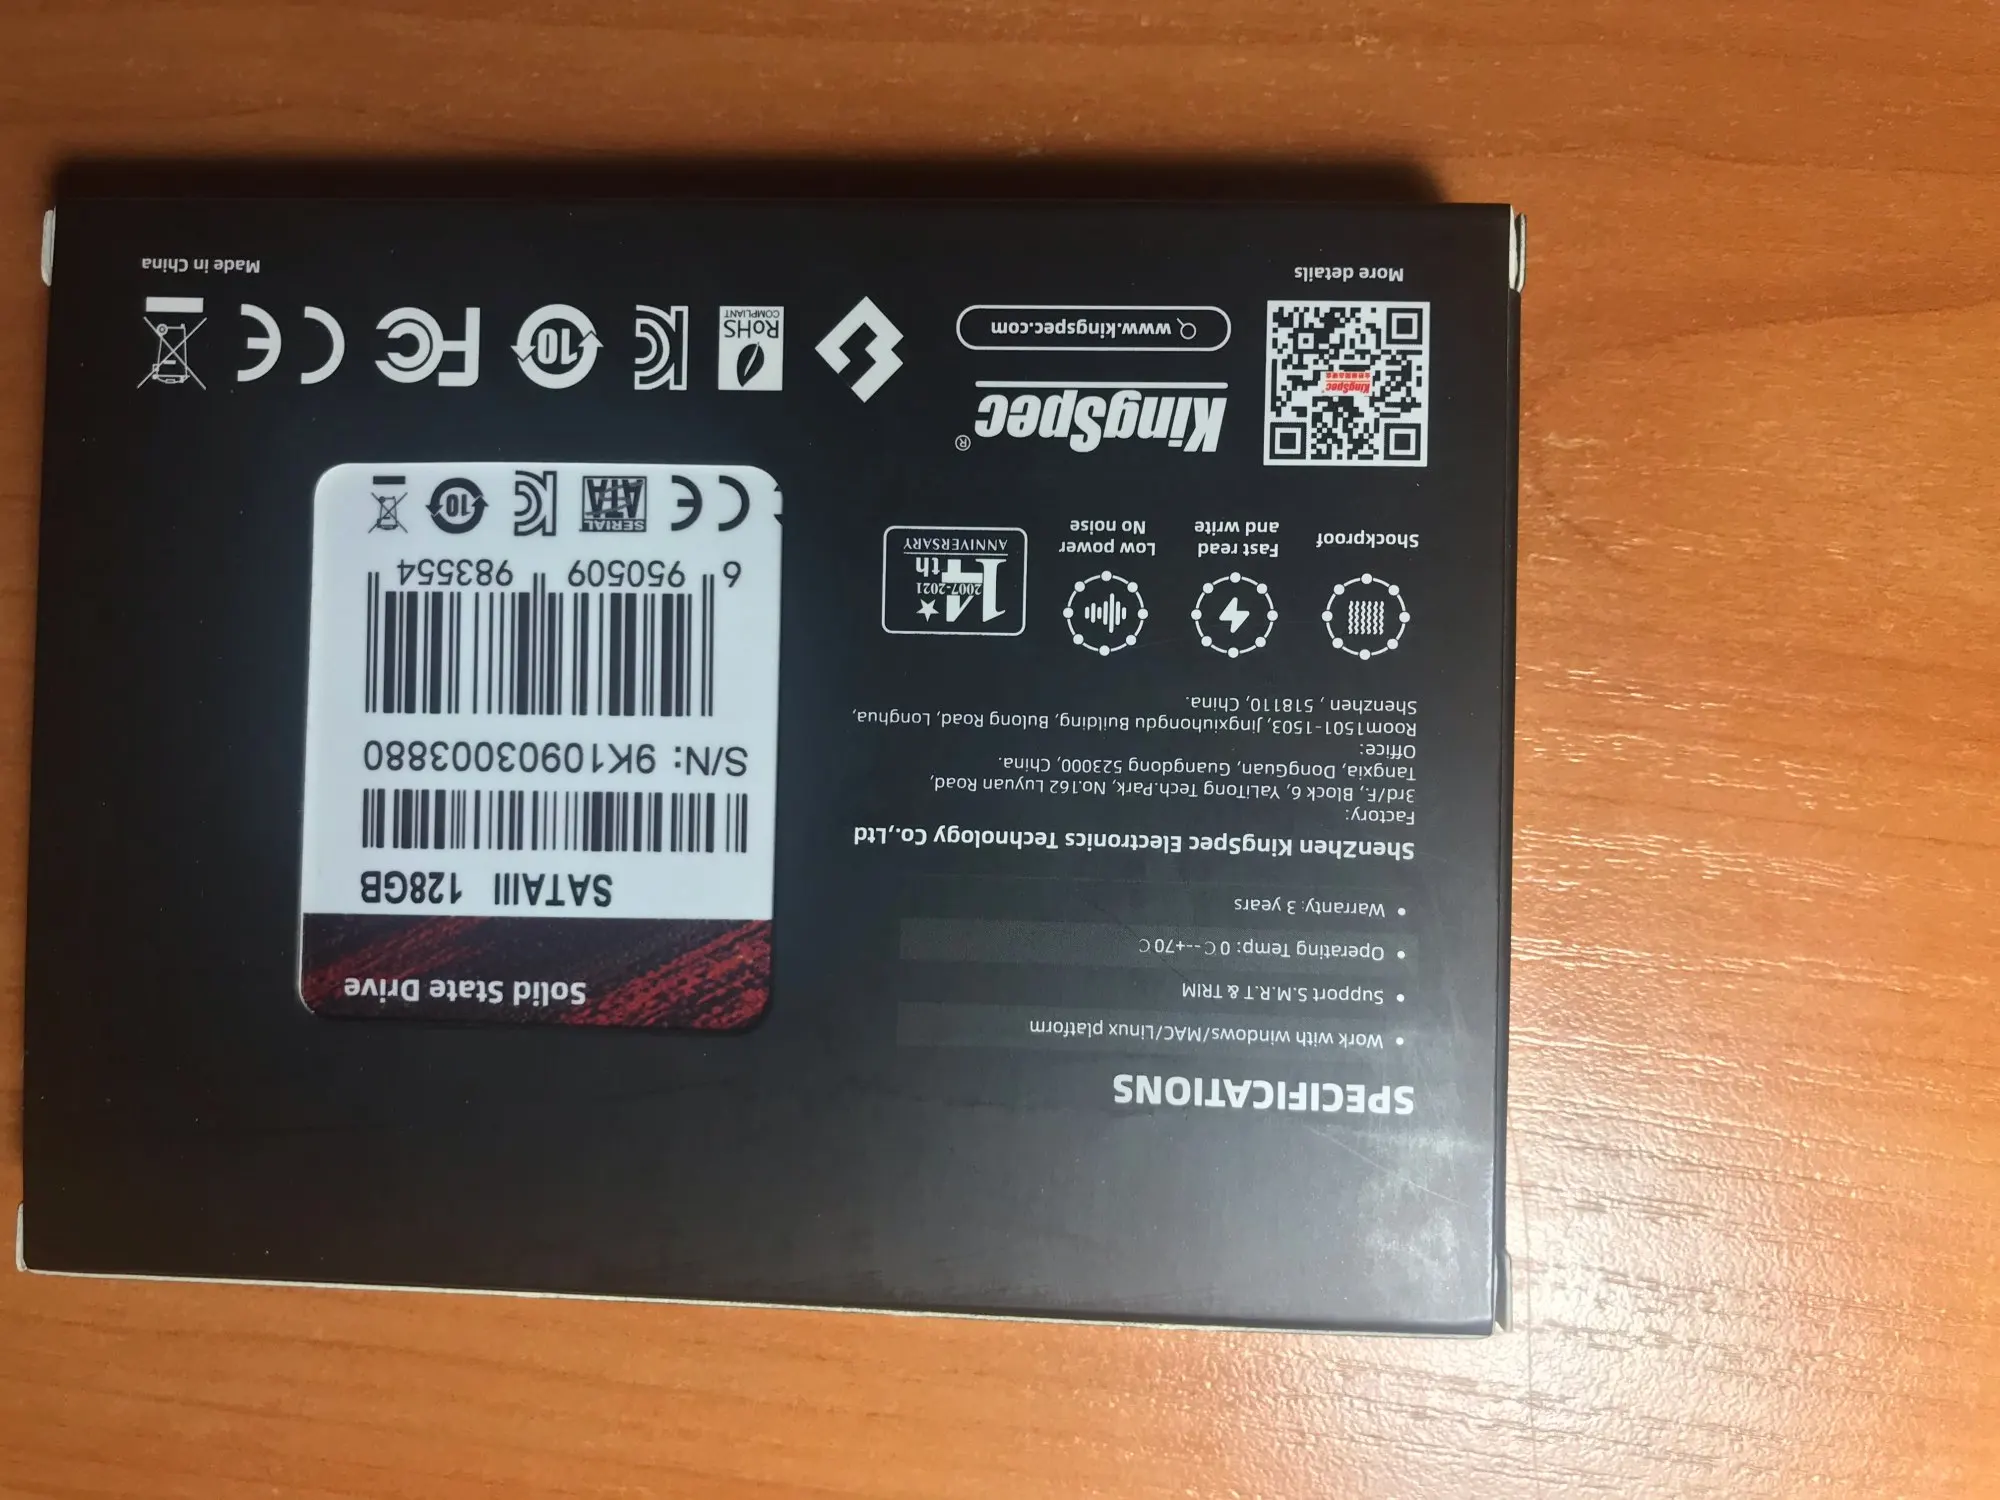 SPECIFICATIONS
• Work with windows/MAC/Linux platform
• Support S.M.R.T & TRIM
• Operating Temp: 0 C --+70 C
• Warranty: 3 years
ShenZhen KingSpec Electronics Technology Co.,Ltd
Factory:
3rd/F., Block 6, YaLiTong Tech.Park, No.162 Luyuan Road,
Tangxia, DongGuan, Guangdong 523000, China.
Office:
Room1501-1503, Jingxiuhongdu Building, Bulong Road, Longhua,
Shenzhen , 518110, China.
Shockproof
Fast read
and write
Low power
No noise
14th
2007-2021
ANNIVERSARY
KingSpec
More details
KingSpec®
www.kingspec.com
Solid State Drive
SATAIII 128GB
S/N: 9K10903003880
6 950509 983554
CE SERIAL ATA 10
RoHS
COMPLIANT
10
FC
CE
Made in China